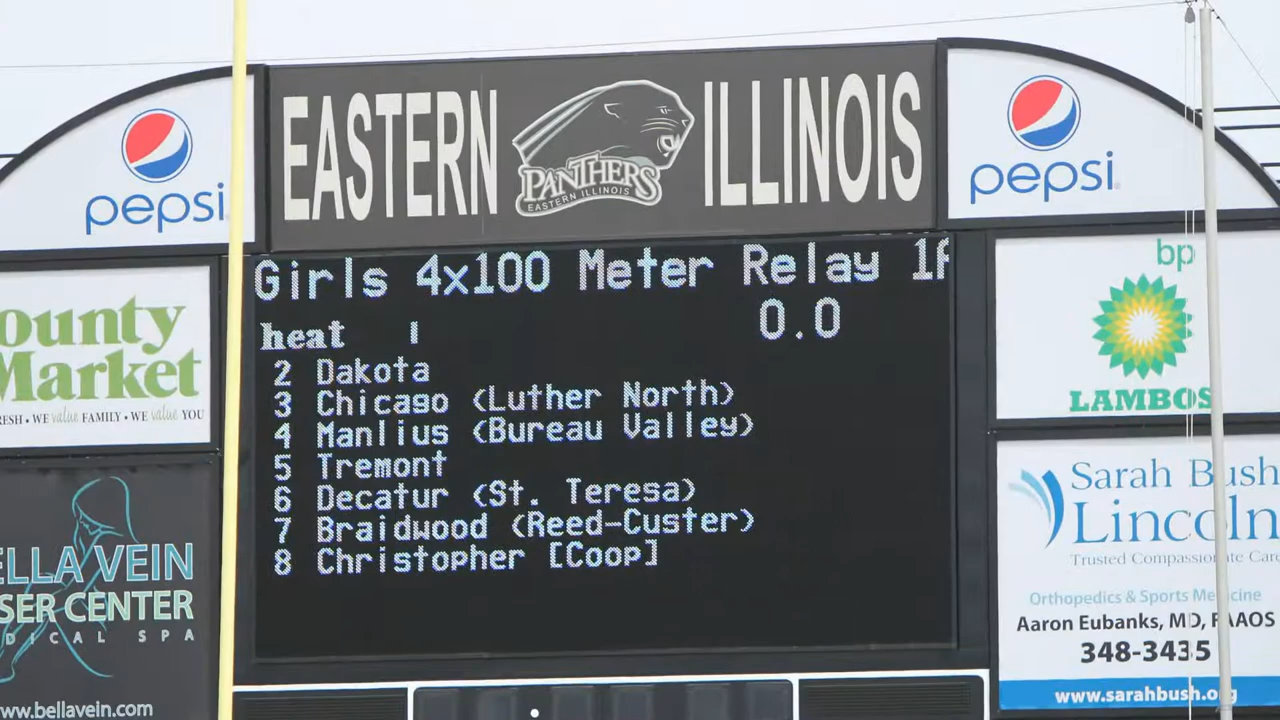 EASTERN
PANTHERS
EASTERN ILLINOIS
ILLINOIS
pepsi
pepsi
Girls 4x100 Meter Relay 1A
heat 1 0.0
2 Dakota
3 Chicago (Luther North)
4 Manlius (Bureau Valley)
5 Tremont
6 Decatur (St. Teresa)
7 Braidwood (Reed-Custer)
8 Christopher [Coop]
ounty
Market
RESH • WE value FAMILY • WE value YOU
ELLA VEIN
SER CENTER
DICAL SPA
www.bellavein.com
bp
LAMBOS
Sarah Bush
Lincoln
Trusted Compassionate Care
Orthopedics & Sports Medicine
Aaron Eubanks, MD, FAAOS
348-3435
www.sarahbush.org